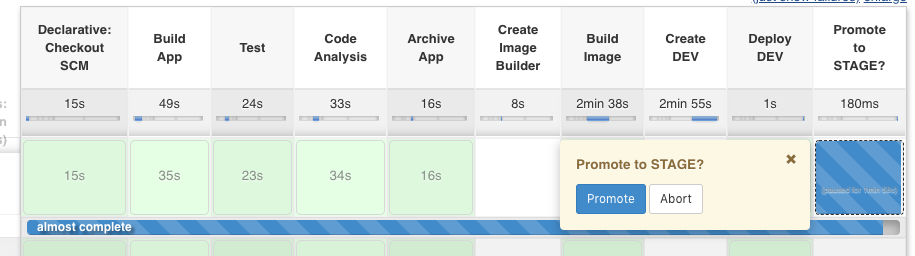 (just show failures) enlarge
Declarative: Checkout SCM
Build App
Test
Code Analysis
Archive App
Create Image Builder
Build Image
Create DEV
Deploy DEV
Promote to STAGE?
s:
n
s)
15s
49s
24s
33s
16s
8s
2min 38s
2min 55s
1s
180ms
15s
35s
23s
34s
16s
Promote to STAGE?
✖
Promote
Abort
almost complete